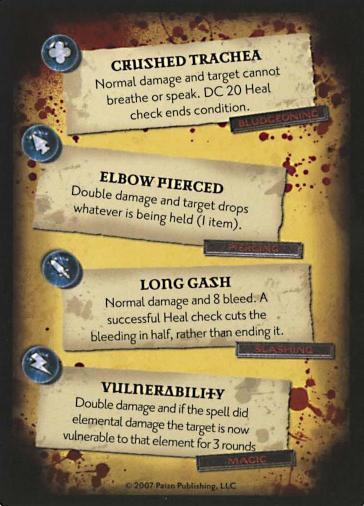 CRUSHED TRACHEA
Normal damage and target cannot
breathe or speak. DC 20 Heal
check ends condition.
BLUDGEONING
ELBOW PIERCED
Double damage and target drops
whatever is being held (1 item).
PIERCING
LONG GASH
Normal damage and 8 bleed. A
successful Heal check cuts the
bleeding in half, rather than ending it.
SLASHING
VULNERABILITY
Double damage and if the spell did
elemental damage the target is now
vulnerable to that element for 3 rounds
MAGIC
© 2007 Paizo Publishing, LLC